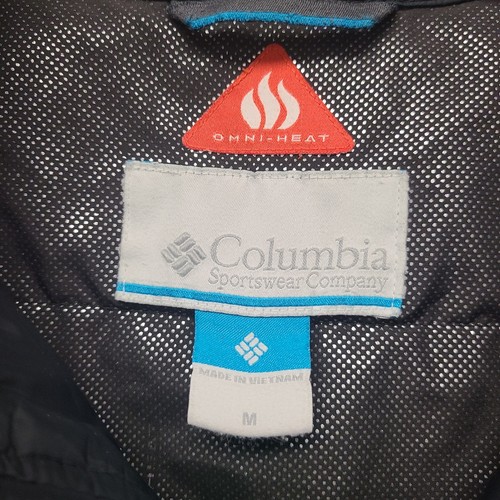 OMNI-HEAT
Columbia
Sportswear Company
MADE IN VIETNAM
M